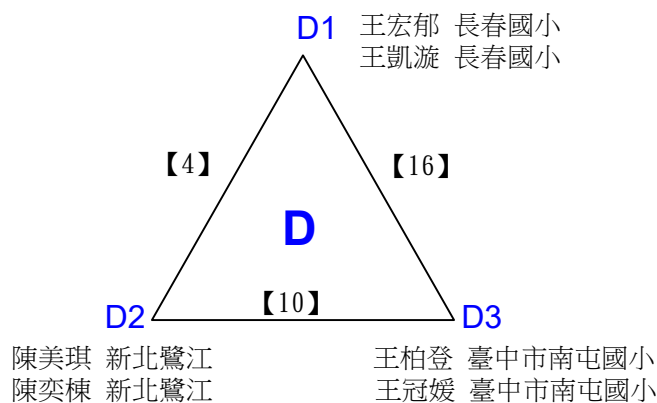 D1
王宏郁 長春國小
王凱漩 長春國小
【4】
【16】
D
【10】
D2
D3
陳美琪 新北鷺江
陳奕棟 新北鷺江
王柏登 臺中市南屯國小
王冠媛 臺中市南屯國小